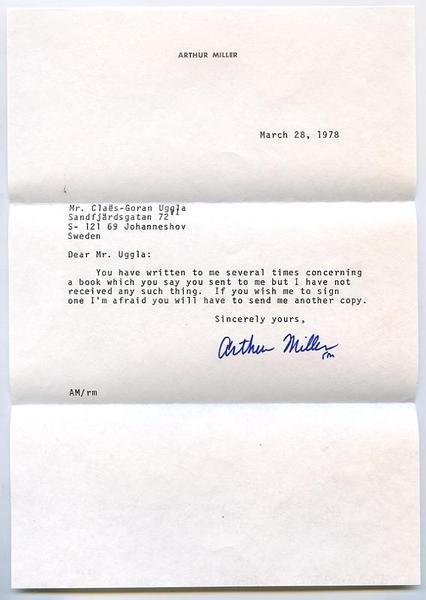 ARTHUR MILLER
March 28, 1978
Mr. Claës-Goran Uggla
Sandfjärdsgatan 72 VI
S- 121 69 Johanneshov
Sweden
Dear Mr. Uggla:
You have written to me several times concerning
a book which you say you sent to me but I have not
received any such thing. If you wish me to sign
one I'm afraid you will have to send me another copy.
Sincerely yours,
Arthur Miller
rm
AM/rm